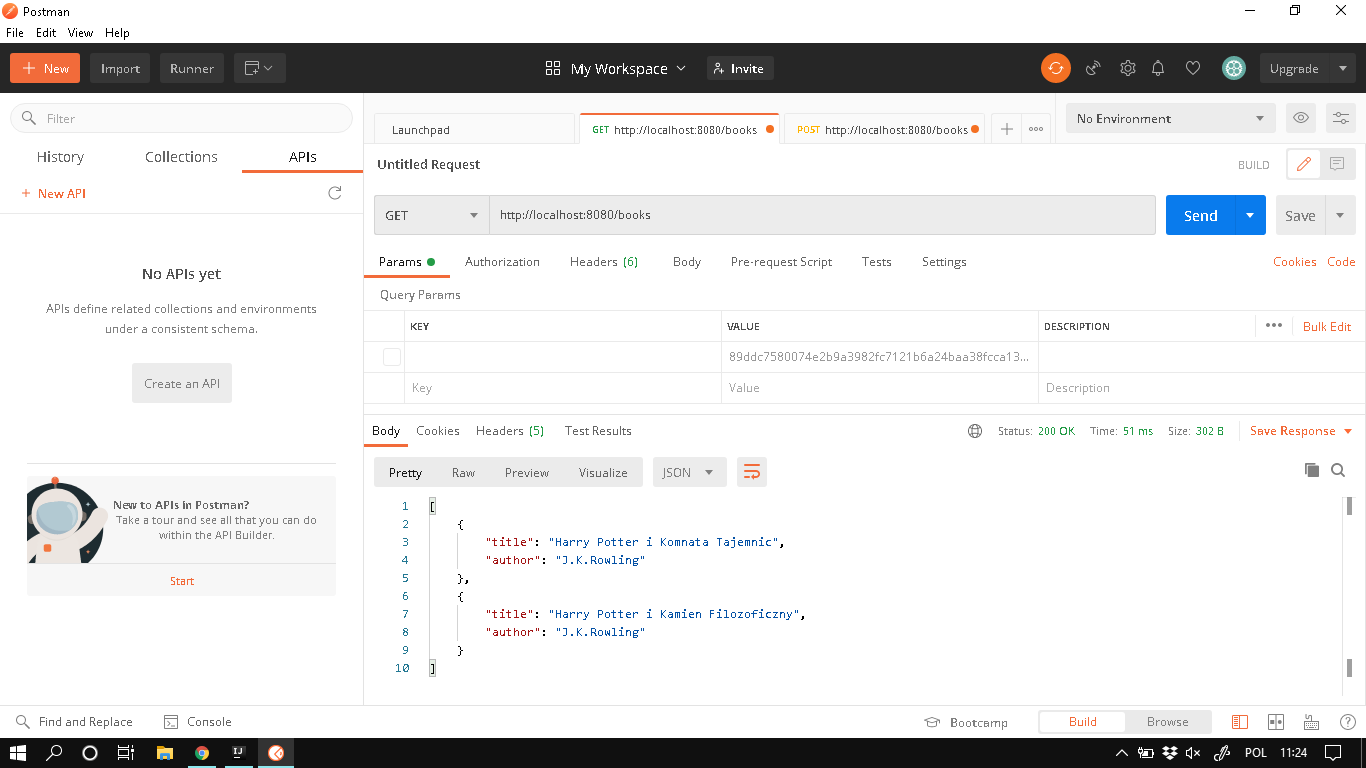 Postman
File Edit View Help
New Import Runner My Workspace Invite Upgrade
Filter
History Collections APIs
+ New API
No APIs yet
APIs define related collections and environments
under a consistent schema.
Create an API
New to APIs in Postman?
Take a tour and see all that you can do
within the API Builder.
Start
Launchpad GET http://localhost:8080/books POST http://localhost:8080/books No Environment
Untitled Request BUILD
GET http://localhost:8080/books Send Save
Params Authorization Headers (6) Body Pre-request Script Tests Settings Cookies Code
Query Params
KEY VALUE DESCRIPTION ••• Bulk Edit
89ddc7580074e2b9a3982fc7121b6a24baa38fcca13...
Key Value Description
Body Cookies Headers (5) Test Results Status: 200 OK Time: 51 ms Size: 302 B Save Response
Pretty Raw Preview Visualize JSON
1 [
2 {
3 "title": "Harry Potter i Komnata Tajemnic",
4 "author": "J.K.Rowling"
5 },
6 {
7 "title": "Harry Potter i Kamien Filozoficzny",
8 "author": "J.K.Rowling"
9 }
10 ]
Find and Replace Console Bootcamp Build Browse
IJ POL 11:24